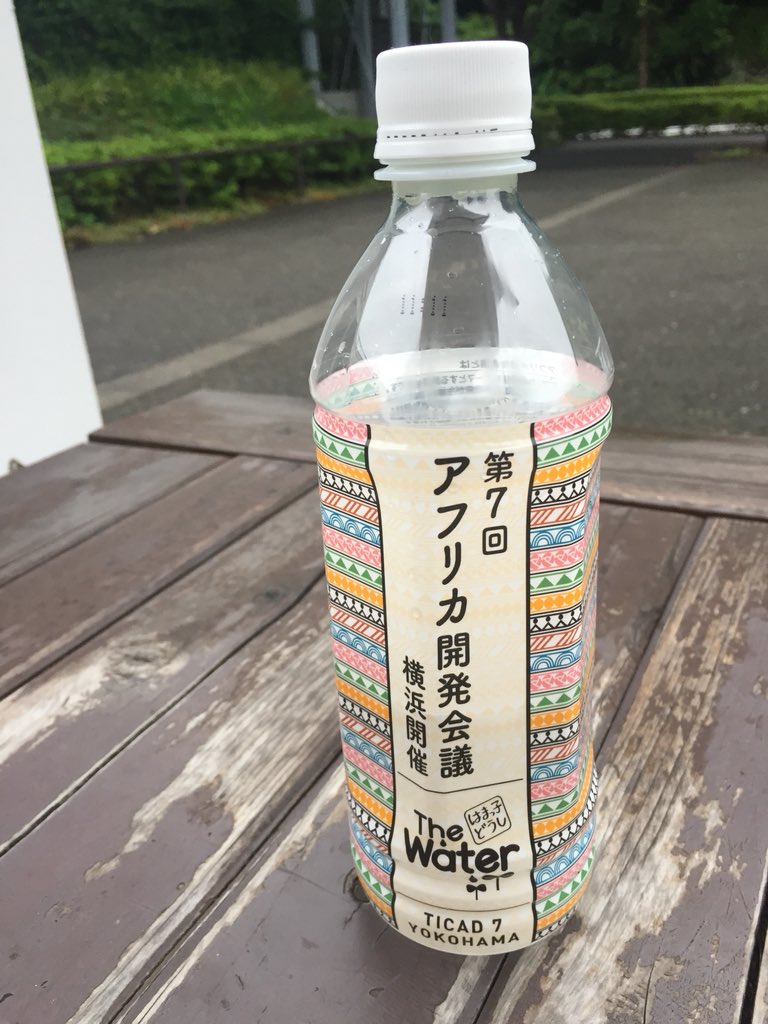 第7回
アフリカ開発会議
横浜開催
はまっ子
どうし
The
Water
TICAD 7
YOKOHAMA